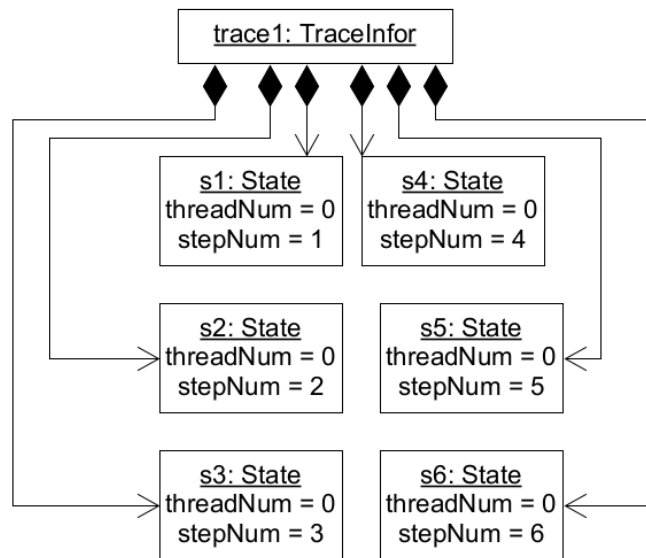 trace1: TraceInfor
s1: State
threadNum = 0
stepNum = 1
s4: State
threadNum = 0
stepNum = 4
s2: State
threadNum = 0
stepNum = 2
s5: State
threadNum = 0
stepNum = 5
s3: State
threadNum = 0
stepNum = 3
s6: State
threadNum = 0
stepNum = 6